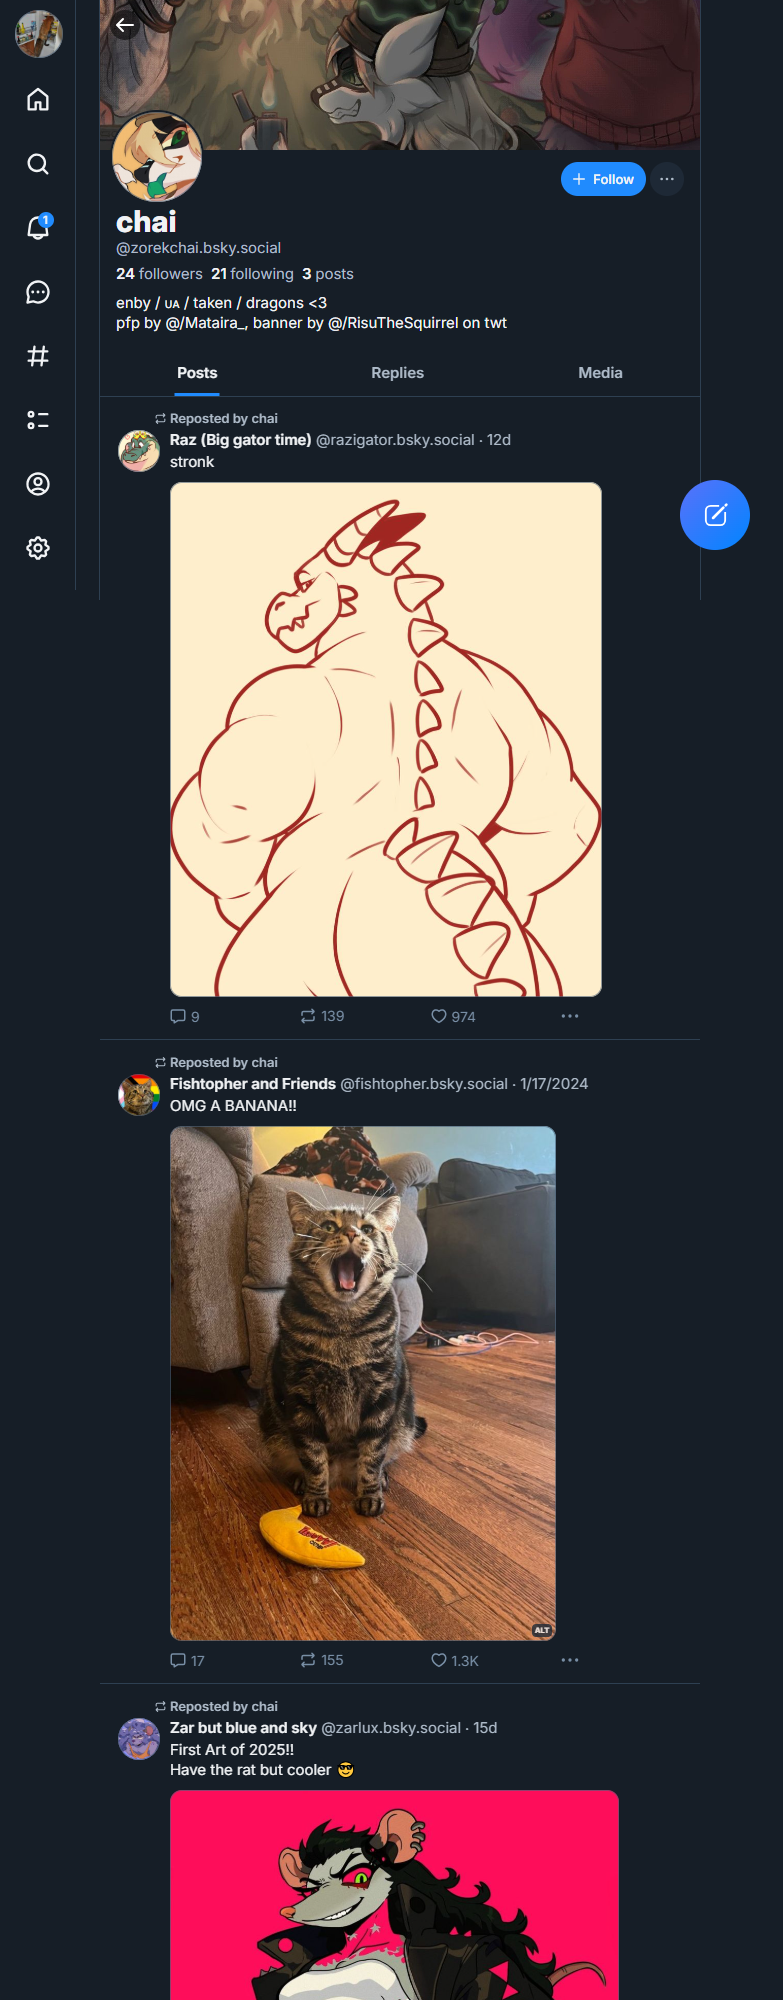 1
+ Follow
chai
@zorekchai.bsky.social
24 followers 21 following 3 posts
enby / ᴜᴀ / taken / dragons <3
pfp by @/Mataira_, banner by @/RisuTheSquirrel on twt
Posts Replies Media
Reposted by chai
Raz (Big gator time) @razigator.bsky.social · 12d
stronk
9 139 974
Reposted by chai
Fishtopher and Friends @fishtopher.bsky.social · 1/17/2024
OMG A BANANA!!
ALT
17 155 1.3K
Reposted by chai
Zar but blue and sky @zarlux.bsky.social · 15d
First Art of 2025!!
Have the rat but cooler 😎